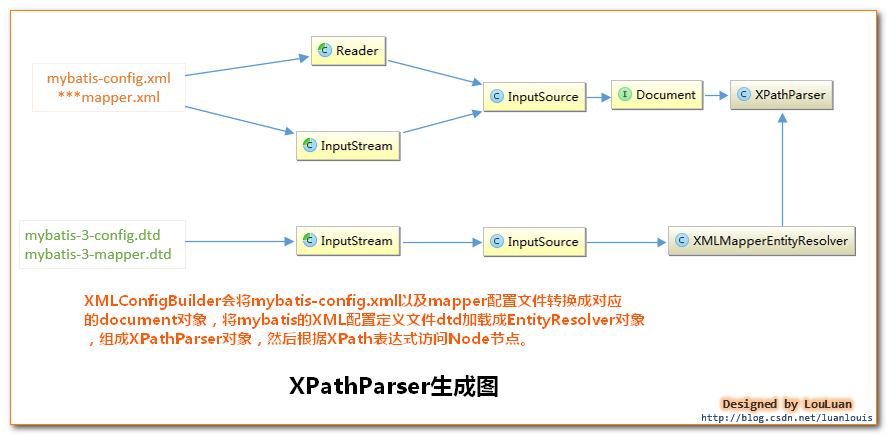 mybatis-config.xml
***mapper.xml
Reader
InputStream
InputSource
Document
XPathParser
mybatis-3-config.dtd
mybatis-3-mapper.dtd
InputStream
InputSource
XMLMapperEntityResolver
XMLConfigBuilder会将mybatis-config.xml以及mapper配置文件转换成对应
的document对象，将mybatis的XML配置定义文件dtd加载成EntityResolver对象
，组成XPathParser对象，然后根据XPath表达式访问Node节点。
XPathParser生成图
Designed by LouLuan
http://blog.csdn.net/luanlouis